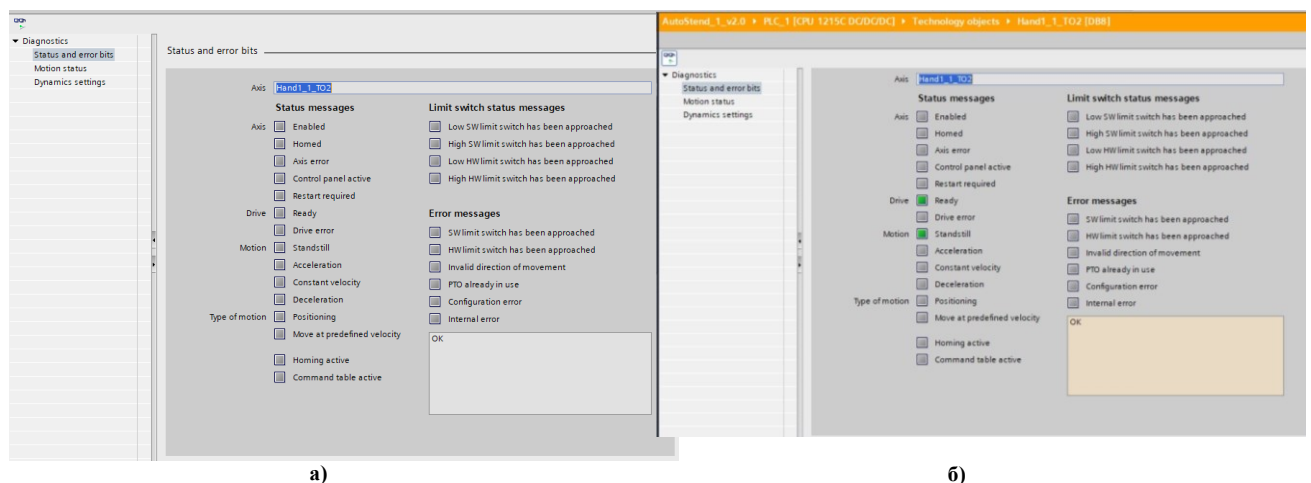 Diagnostics
Status and error bits
Motion status
Dynamics settings
Status and error bits
Axis Hand1_1_TO2
Status messages
Axis Enabled
Homed
Axis error
Control panel active
Restart required
Drive Ready
Drive error
Motion Standstill
Acceleration
Constant velocity
Deceleration
Type of motion Positioning
Move at predefined velocity
Homing active
Command table active
Limit switch status messages
Low SW limit switch has been approached
High SW limit switch has been approached
Low HW limit switch has been approached
High HW limit switch has been approached
Error messages
SW limit switch has been approached
HW limit switch has been approached
Invalid direction of movement
PTO already in use
Configuration error
Internal error
OK
а)
AutoStend_1_v2.0 PLC_1 [CPU 1215C DC/DC/DC] Technology objects Hand1_1_TO2 [DB8]
Diagnostics
Status and error bits
Motion status
Dynamics settings
Axis Hand1_1_TO2
Status messages
Axis Enabled
Homed
Axis error
Control panel active
Restart required
Drive Ready
Drive error
Motion Standstill
Acceleration
Constant velocity
Deceleration
Type of motion Positioning
Move at predefined velocity
Homing active
Command table active
Limit switch status messages
Low SW limit switch has been approached
High SW limit switch has been approached
Low HW limit switch has been approached
High HW limit switch has been approached
Error messages
SW limit switch has been approached
HW limit switch has been approached
Invalid direction of movement
PTO already in use
Configuration error
Internal error
OK
б)